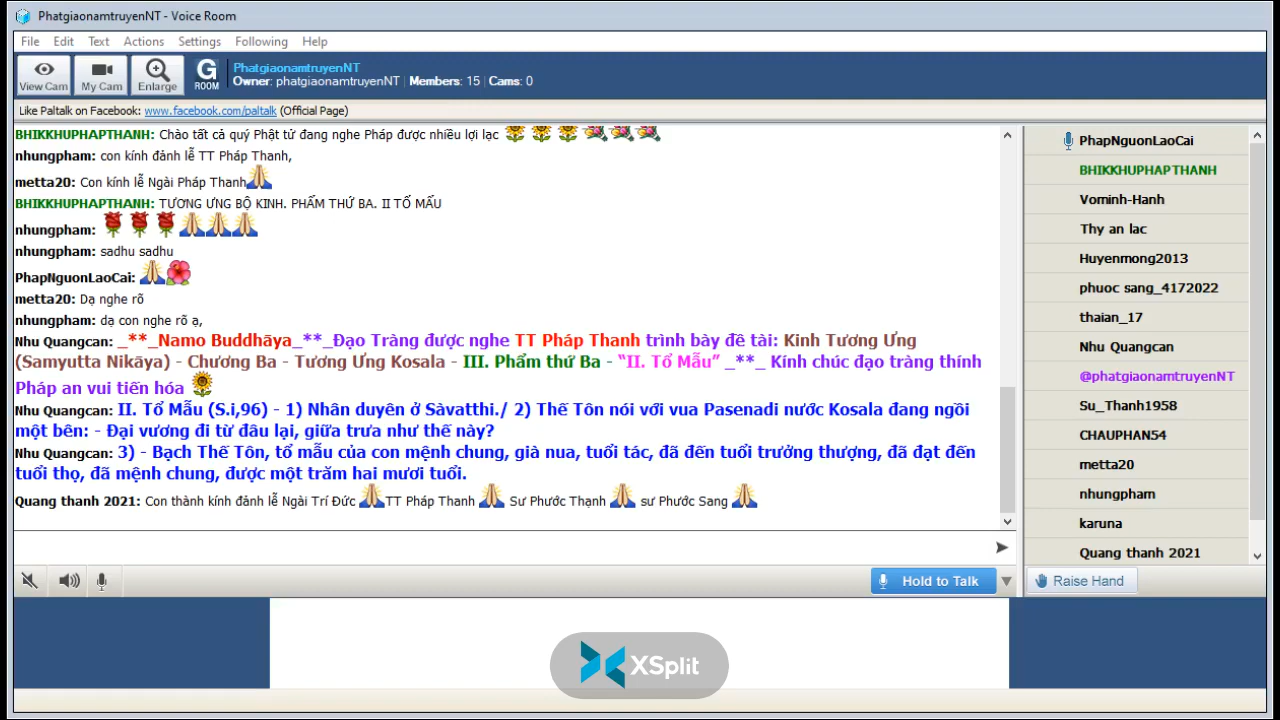 PhatgiaonamtruyenNT - Voice Room
File Edit Text Actions Settings Following Help
View Cam My Cam Enlarge G ROOM
PhatgiaonamtruyenNT
Owner: phatgiaonamtruyenNT | Members: 15 | Cams: 0
Like Paltalk on Facebook: www.facebook.com/paltalk (Official Page)
BHIKKHUPHAPTHANH: Chào tất cả quý Phật tử đang nghe Pháp được nhiều lợi lạc
nhungpham: con kính đảnh lễ TT Pháp Thanh,
metta20: Con kính lễ Ngài Pháp Thanh
BHIKKHUPHAPTHANH: TƯƠNG ƯNG BỘ KINH. PHẨM THỨ BA. II TỔ MẪU
nhungpham:
nhungpham: sadhu sadhu
PhapNguonLaoCai:
metta20: Dạ nghe rõ
nhungpham: dạ con nghe rõ ạ,
Nhu Quangcan: _**_Namo Buddhāya_**_Đạo Tràng được nghe TT Pháp Thanh trình bày đề tài: Kinh Tương Ưng
(Samyutta Nikāya) - Chương Ba - Tương Ưng Kosala - III. Phẩm thứ Ba - “II. Tổ Mẫu” _**_ Kính chúc đạo tràng thính
Pháp an vui tiến hóa
Nhu Quangcan: II. Tổ Mẫu (S.i,96) - 1) Nhân duyên ở Sàvatthi./ 2) Thế Tôn nói với vua Pasenadi nước Kosala đang ngồi
một bên: - Đại vương đi từ đâu lại, giữa trưa như thế này?
Nhu Quangcan: 3) - Bạch Thế Tôn, tổ mẫu của con mệnh chung, già nua, tuổi tác, đã đến tuổi trưởng thượng, đã đạt đến
tuổi thọ, đã mệnh chung, được một trăm hai mươi tuổi.
Quang thanh 2021: Con thành kính đảnh lễ Ngài Trí Đức TT Pháp Thanh Sư Phước Thạnh sư Phước Sang
PhapNguonLaoCai
BHIKKHUPHAPTHANH
Vominh-Hanh
Thy an lac
Huyenmong2013
phuoc sang_4172022
thaian_17
Nhu Quangcan
@phatgiaonamtruyenNT
Su_Thanh1958
CHAUPHAN54
metta20
nhungpham
karuna
Quang thanh 2021
Hold to Talk
Raise Hand
XSplit